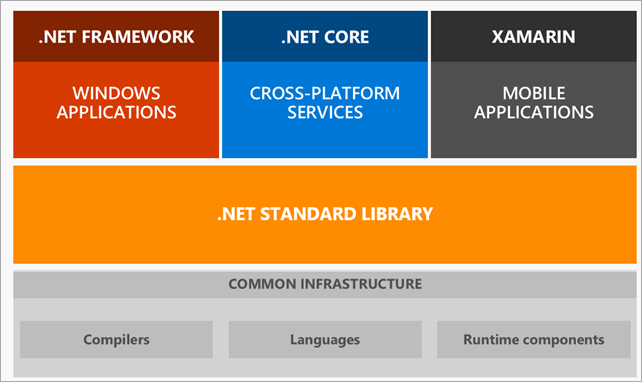 .NET FRAMEWORK
.NET CORE
XAMARIN
WINDOWS
APPLICATIONS
CROSS-PLATFORM
SERVICES
MOBILE
APPLICATIONS
.NET STANDARD LIBRARY
COMMON INFRASTRUCTURE
Compilers
Languages
Runtime components